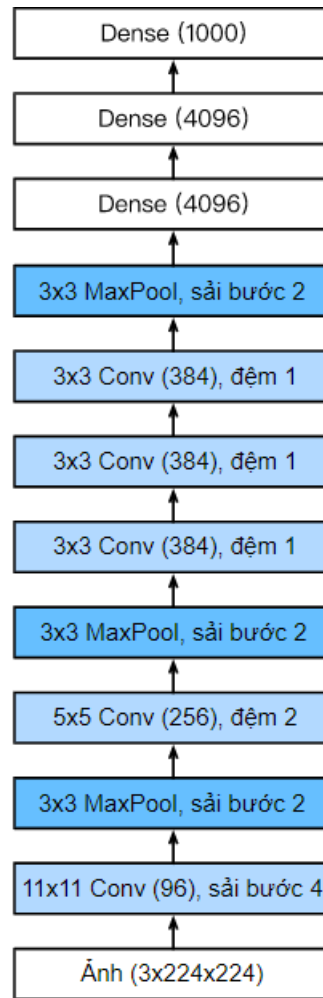 Dense (1000)
Dense (4096)
Dense (4096)
3x3 MaxPool, sải bước 2
3x3 Conv (384), đệm 1
3x3 Conv (384), đệm 1
3x3 Conv (384), đệm 1
3x3 MaxPool, sải bước 2
5x5 Conv (256), đệm 2
3x3 MaxPool, sải bước 2
11x11 Conv (96), sải bước 4
Ảnh (3x224x224)